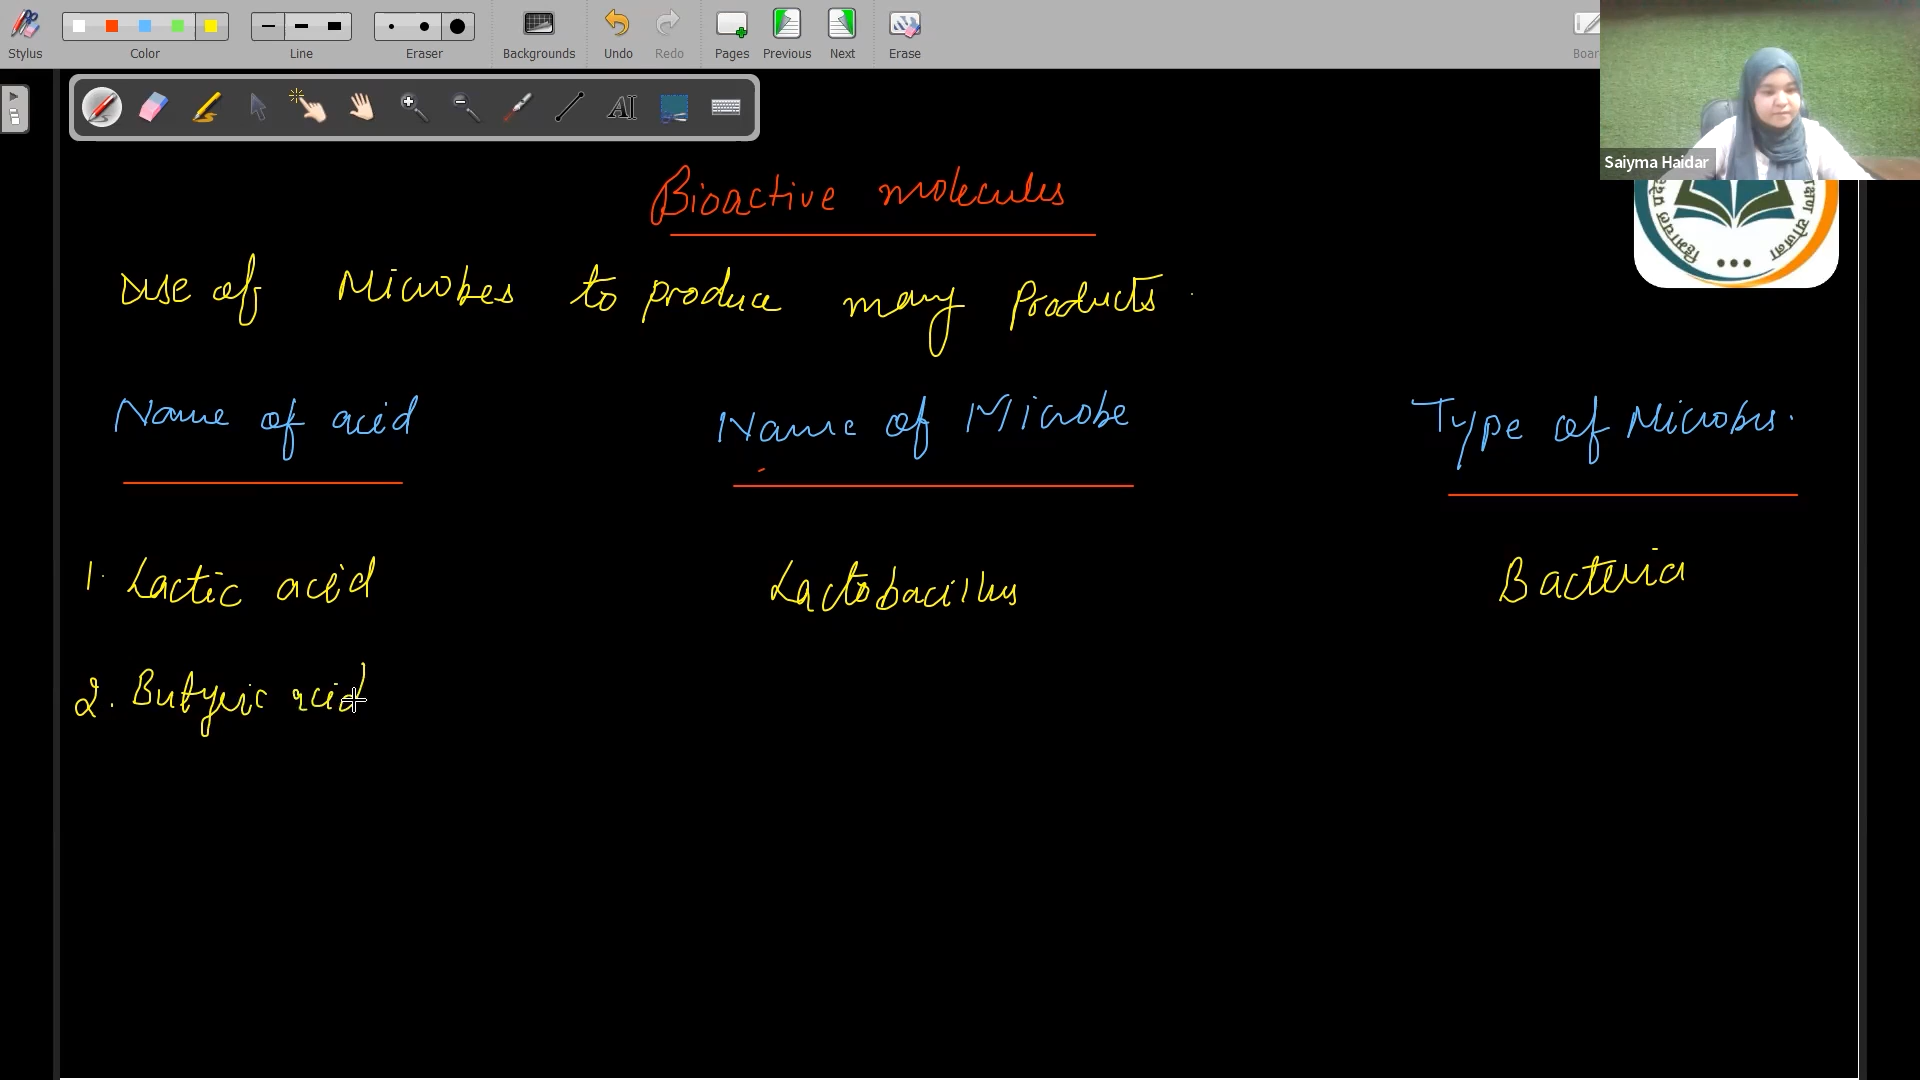 Stylus Color Line Eraser Backgrounds Undo Redo Pages Previous Next Erase
Saiyma Haidar
Bioactive molecules
Use of Microbes to produce many Products.
Name of acid Name of Microbe Type of Microbes.
1. Lactic acid Lactobacillus Bacteria
2. Butyric acid